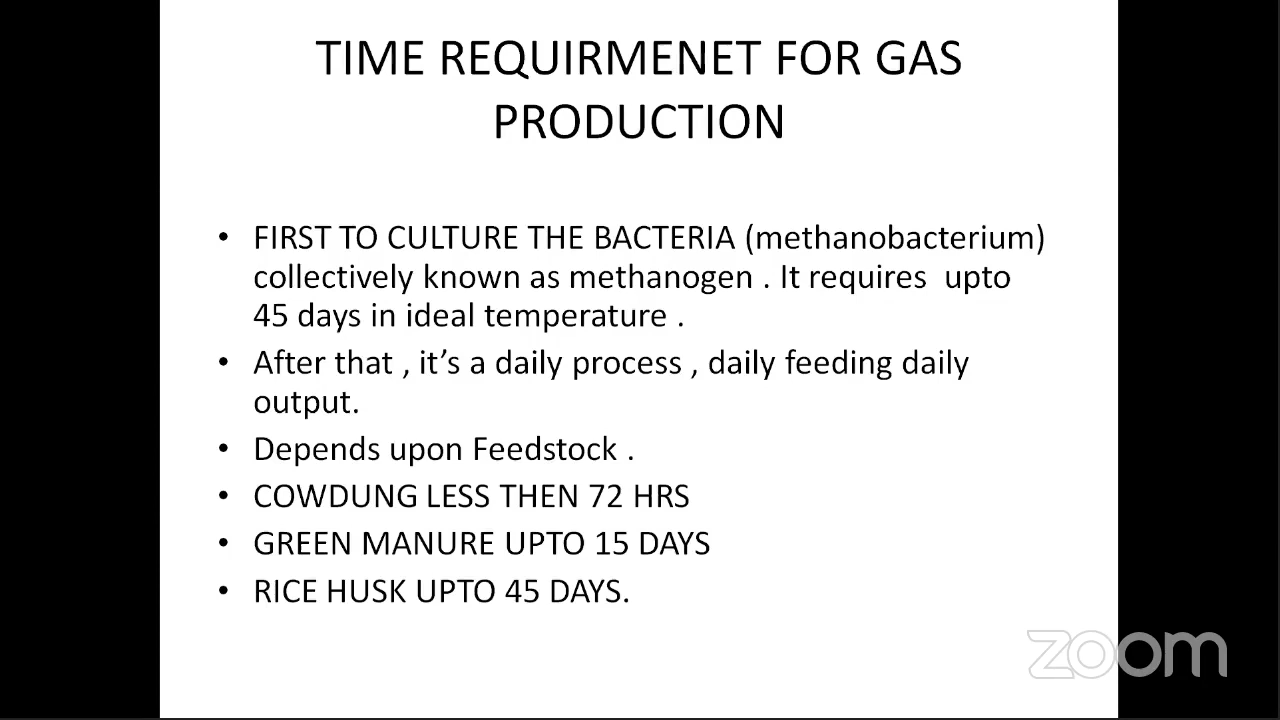 TIME REQUIRMENET FOR GAS
PRODUCTION
• FIRST TO CULTURE THE BACTERIA (methanobacterium)
collectively known as methanogen . It requires  upto
45 days in ideal temperature .
• After that , it’s a daily process , daily feeding daily
output.
• Depends upon Feedstock .
• COWDUNG LESS THEN 72 HRS
• GREEN MANURE UPTO 15 DAYS
• RICE HUSK UPTO 45 DAYS.
zoom